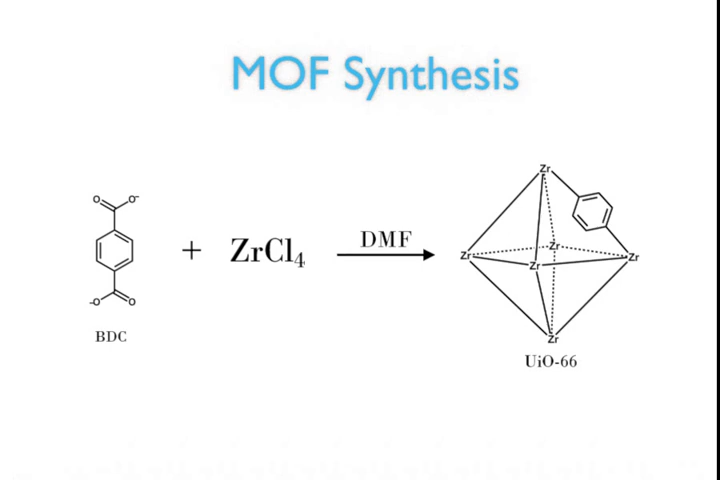 MOF Synthesis
Zr
O O-
Zr
+ ZrCl4 DMF Zr Zr
Zr
-O O
BDC
Zr
UiO-66